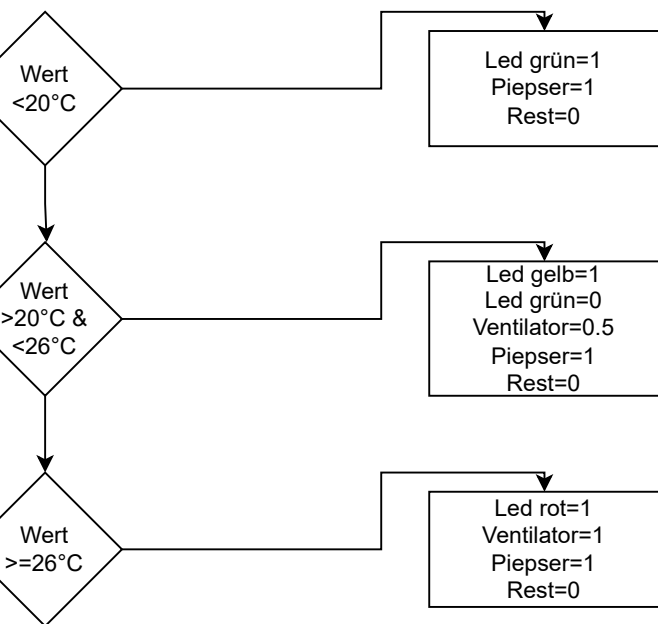 Wert
<20°C
Led grün=1
Piepser=1
Rest=0
Wert
>20°C &
<26°C
Led gelb=1
Led grün=0
Ventilator=0.5
Piepser=1
Rest=0
Wert
>=26°C
Led rot=1
Ventilator=1
Piepser=1
Rest=0